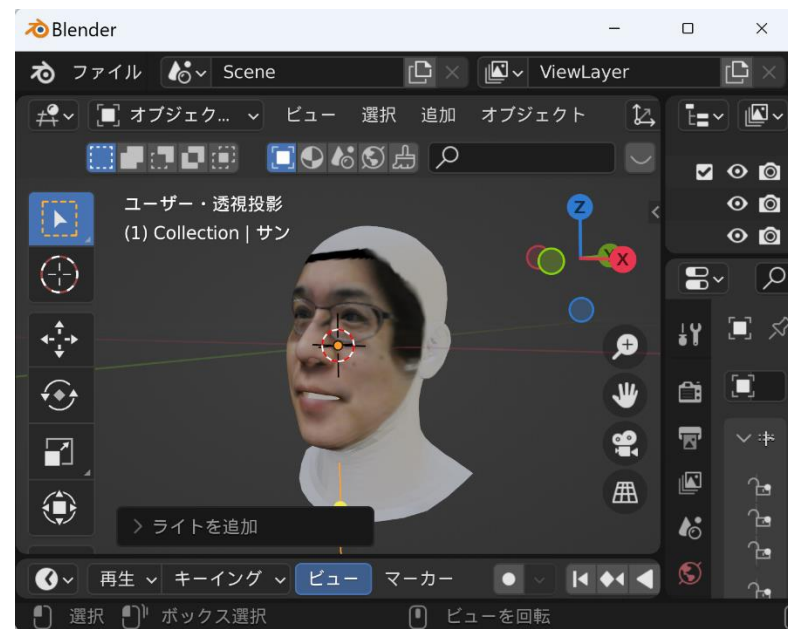 Blender
ファイル Scene ViewLayer
オブジェク... ビュー 選択 追加 オブジェクト
ユーザー・透視投影
(1) Collection | サン
Z
Y
X
ライトを追加
再生 キーイング ビュー マーカー
選択 ボックス選択 ビューを回転